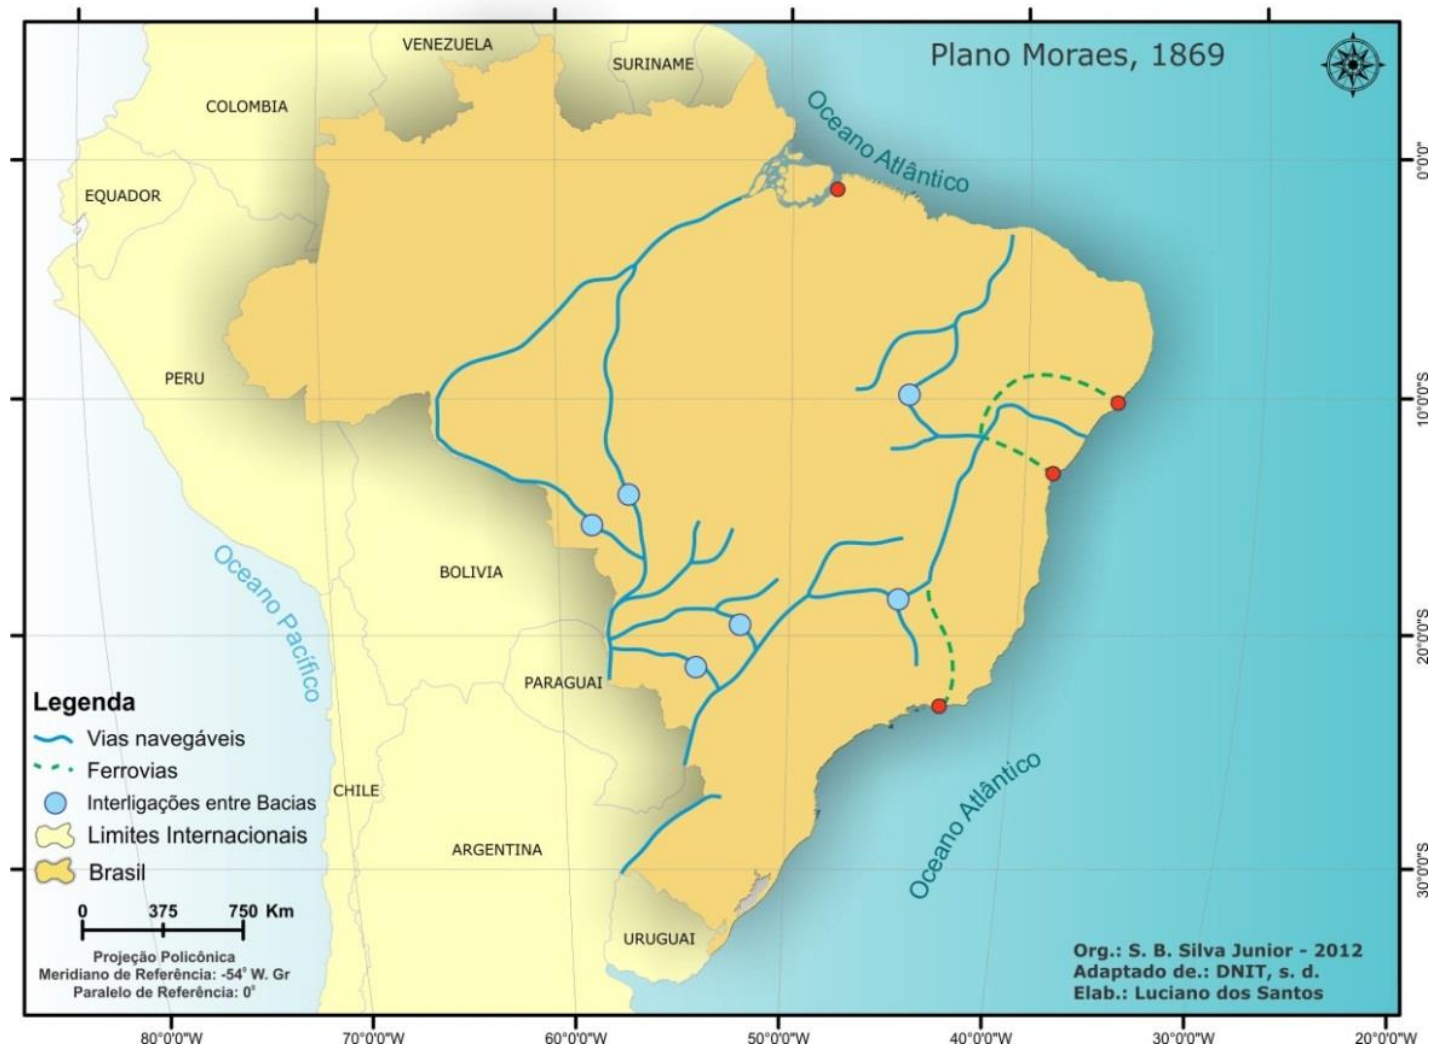 Plano Moraes, 1869
VENEZUELA
SURINAME
COLOMBIA
EQUADOR
PERU
BOLIVIA
PARAGUAI
CHILE
ARGENTINA
URUGUAI
Oceano Atlântico
Oceano Pacífico
Oceano Atlântico
0°0'0"
10°0'0"S
20°0'0"S
30°0'0"S
Legenda
Vias navegáveis
Ferrovias
Interligações entre Bacias
Limites Internacionais
Brasil
0 375 750 Km
Projeção Policônica
Meridiano de Referência: -54° W. Gr
Paralelo de Referência: 0°
Org.: S. B. Silva Junior - 2012
Adaptado de.: DNIT, s. d.
Elab.: Luciano dos Santos
80°0'0"W 70°0'0"W 60°0'0"W 50°0'0"W 40°0'0"W 30°0'0"W 20°0'0"W